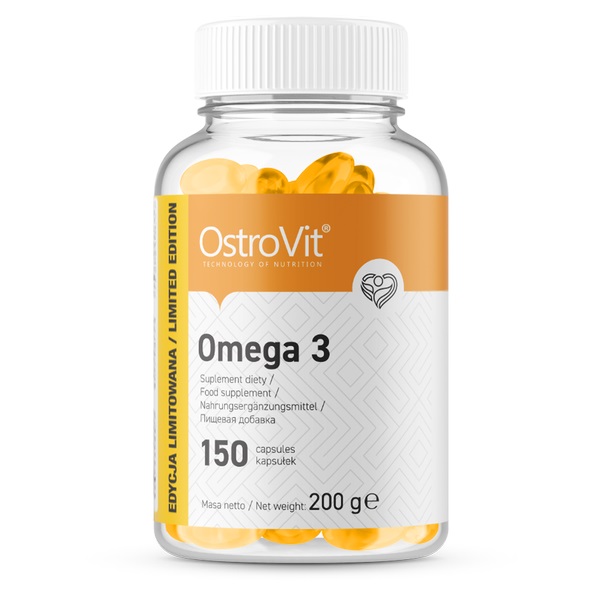 OstroVit®
TECHNOLOGY OF NUTRITION
EDYCJA LIMITOWANA / LIMITED EDITION
Omega 3
Suplement diety /
Food supplement /
Nahrungsergänzungsmittel /
Пищевая добавка
150 capsules
kapsułek
Masa netto / Net weight: 200 g℮